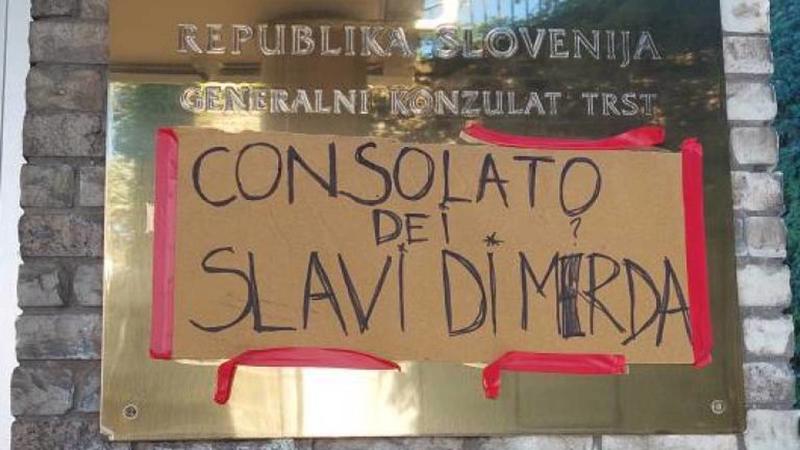 REPUBLIKA SLOVENIJA
GENERALNI KONZULAT TRST
CONSOLATO
DEI * ?
SLAVI DI MERDA